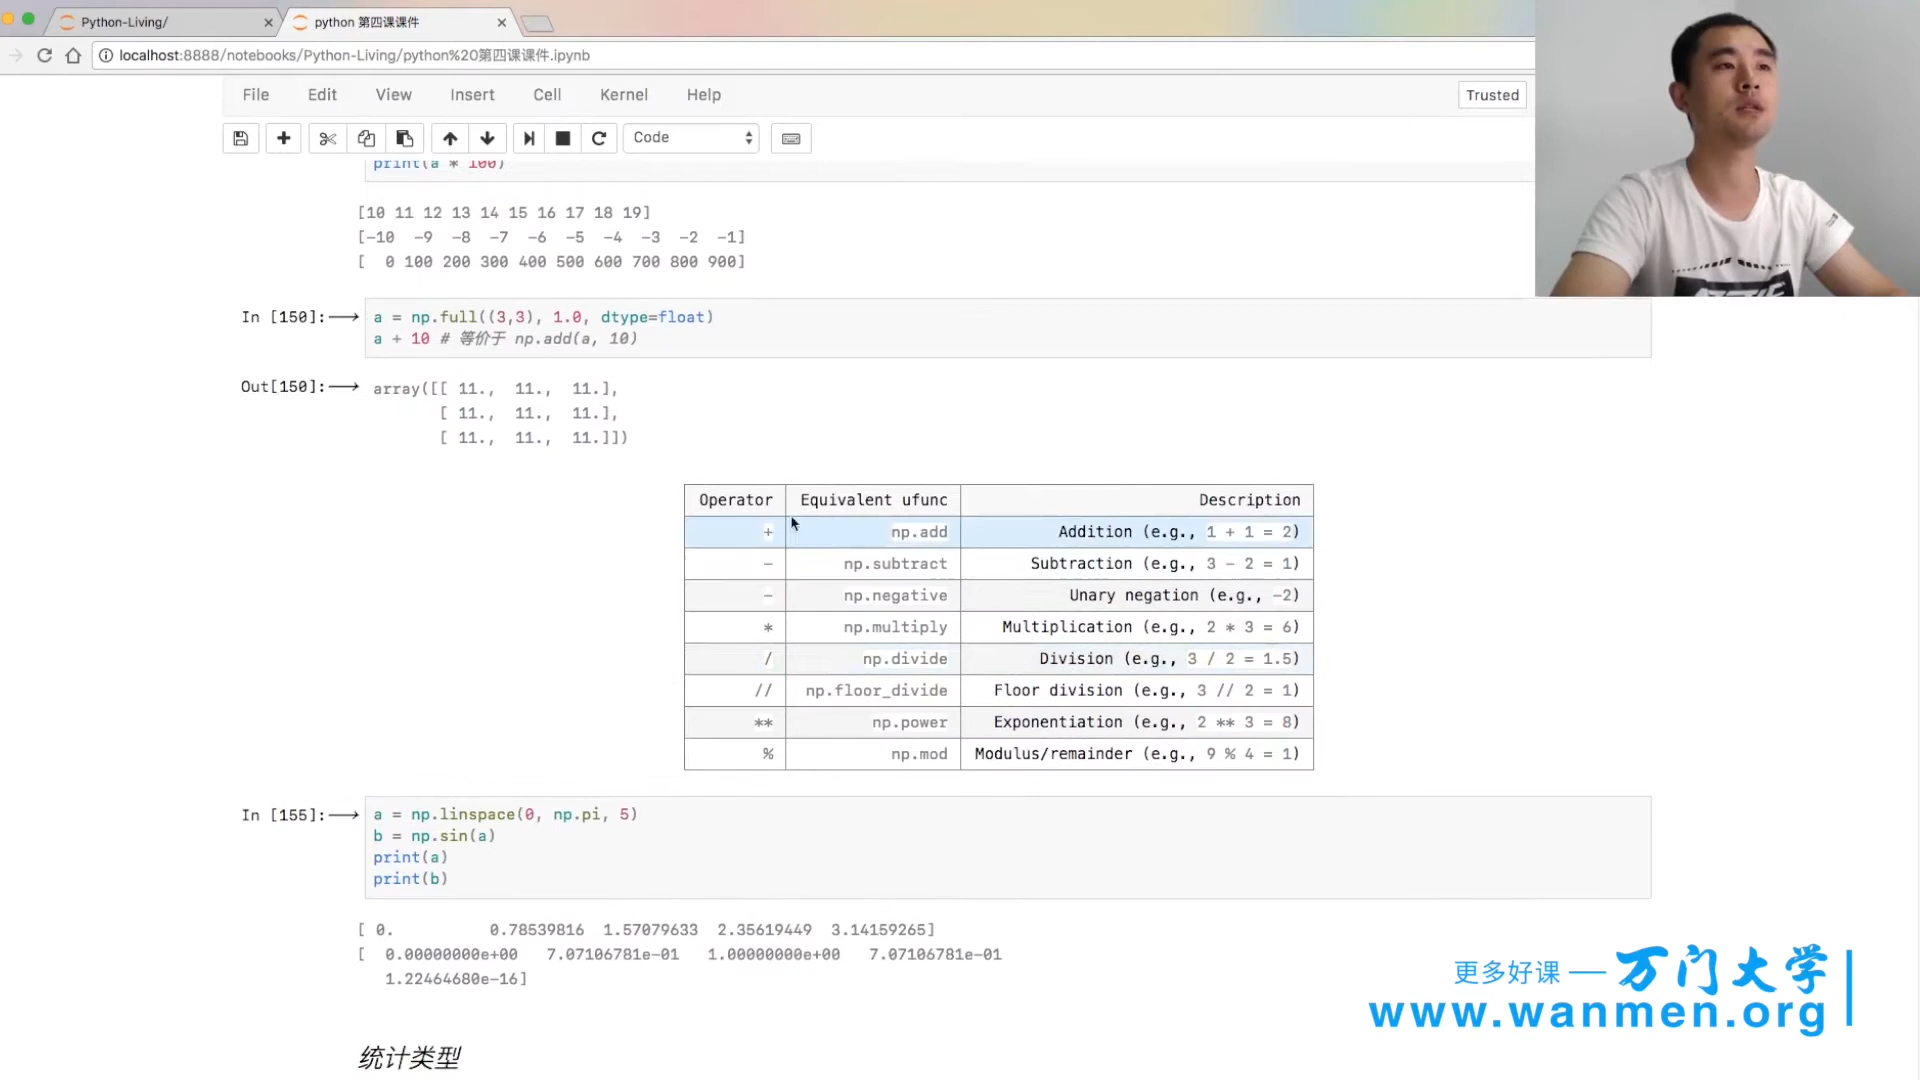 Python-Living/
python 第四课课件
localhost:8888/notebooks/Python-Living/python%20第四课课件.ipynb
File Edit View Insert Cell Kernel Help
Trusted
Code
print(a * 100)
[10 11 12 13 14 15 16 17 18 19]
[-10 -9 -8 -7 -6 -5 -4 -3 -2 -1]
[ 0 100 200 300 400 500 600 700 800 900]
In [150]: a = np.full((3,3), 1.0, dtype=float)
a + 10 # 等价于 np.add(a, 10)
Out[150]: array([[ 11., 11., 11.],
[ 11., 11., 11.],
[ 11., 11., 11.]])
Operator Equivalent ufunc Description
+ np.add Addition (e.g., 1 + 1 = 2)
- np.subtract Subtraction (e.g., 3 - 2 = 1)
- np.negative Unary negation (e.g., -2)
* np.multiply Multiplication (e.g., 2 * 3 = 6)
/ np.divide Division (e.g., 3 / 2 = 1.5)
// np.floor_divide Floor division (e.g., 3 // 2 = 1)
** np.power Exponentiation (e.g., 2 ** 3 = 8)
% np.mod Modulus/remainder (e.g., 9 % 4 = 1)
In [155]: a = np.linspace(0, np.pi, 5)
b = np.sin(a)
print(a)
print(b)
[ 0. 0.78539816 1.57079633 2.35619449 3.14159265]
[ 0.00000000e+00 7.07106781e-01 1.00000000e+00 7.07106781e-01
1.22464680e-16]
统计类型
更多好课 — 万门大学
www.wanmen.org